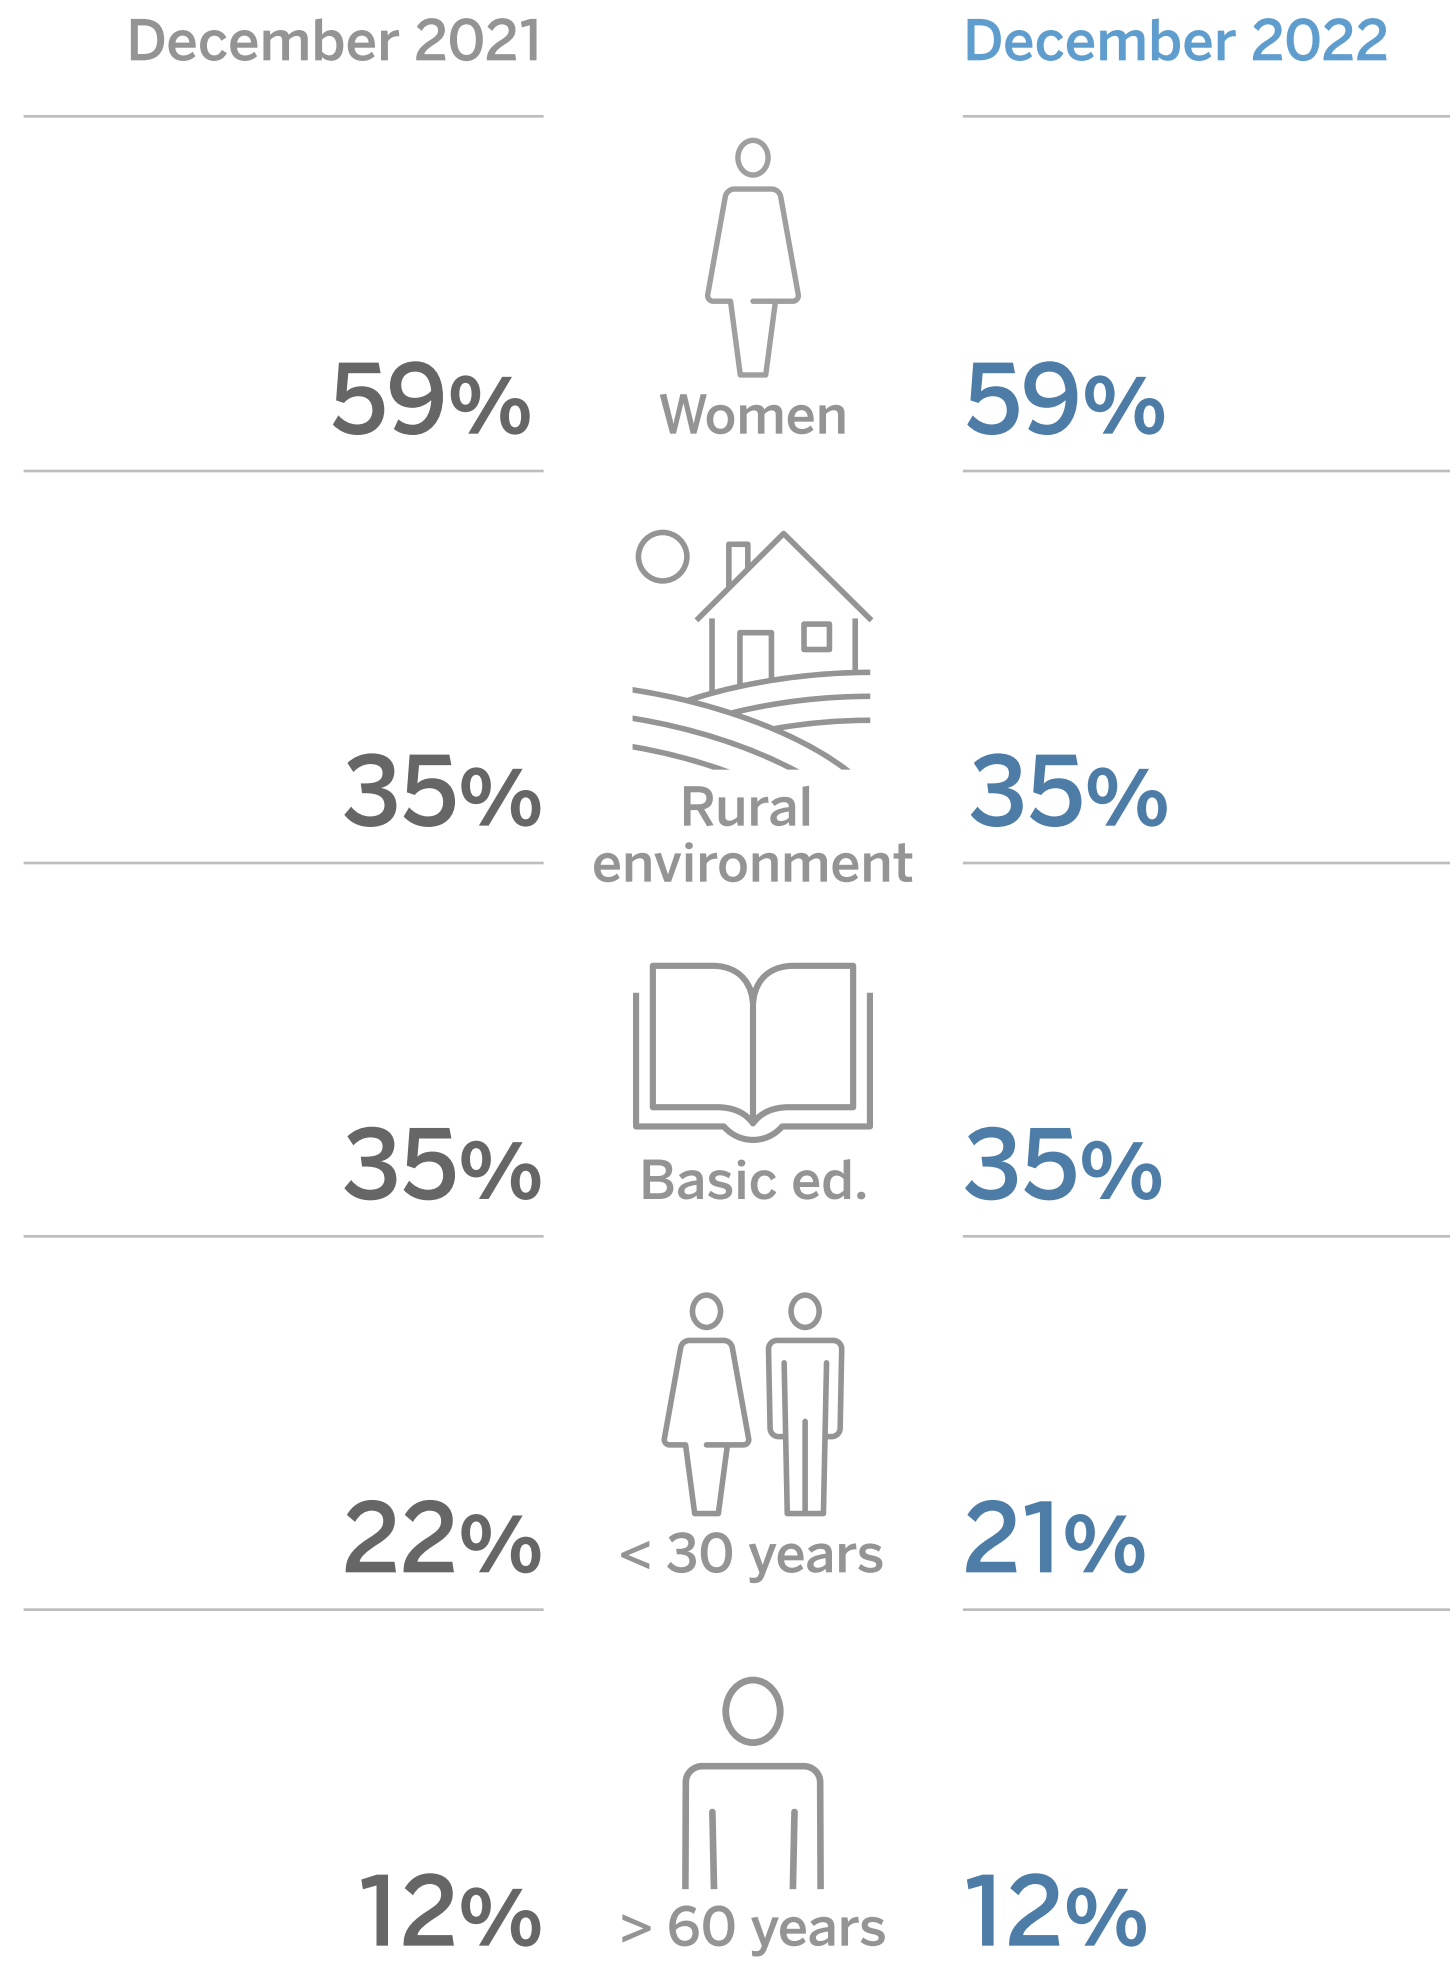 December 2021
December 2022
59%
Women
59%
35%
Rural
environment
35%
35%
Basic ed.
35%
22%
< 30 years
21%
12%
> 60 years
12%